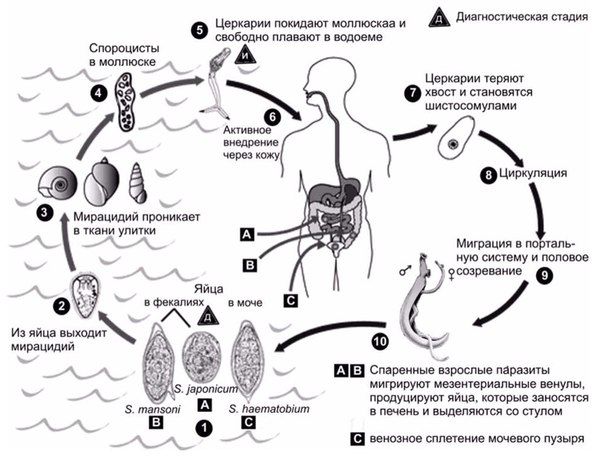 5 Церкарии покидают моллюскаа и
свободно плавают в водоеме
Д Диагностическая стадия
и
Спороцисты
в моллюске
4
6
Активное
внедрение
через кожу
Церкарии теряют
7 хвост и становятся
шистосомулами
8 Циркуляция
3 Мирацидий проникает
в ткани улитки
A
B
C
Миграция в порталь-
ную систему и половое
созревание 9
♂ ♀
2
Из яйца выходит
мирацидий
Яйца
в фекалиях Д в моче
S. japonicum
A
S. mansoni S. haematobium
B 1 C
10
A B Спаренные взрослые паразиты
мигрируют мезентериальные венулы,
продуцируют яйца, которые заносятся
в печень и выделяются со стулом
C венозное сплетение мочевого пузыря